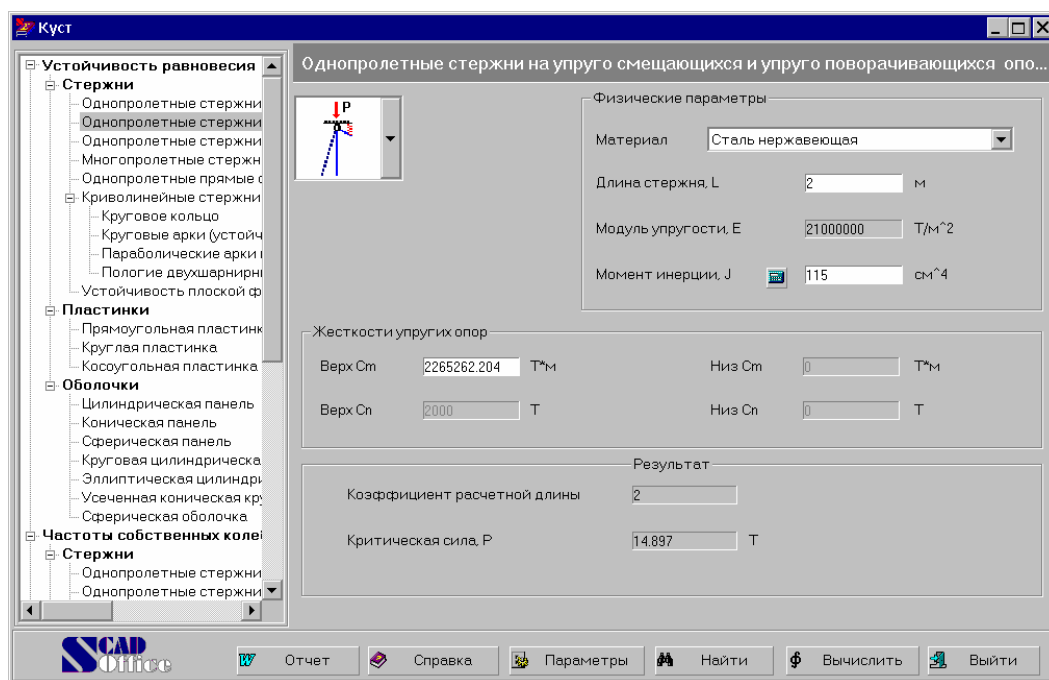 Куст
Устойчивость равновесия
Стержни
Однопролетные стержни
Однопролетные стержни
Однопролетные стержни
Многопролетные стержн
Однопролетные прямые с
Криволинейные стержни
Круговое кольцо
Круговые арки (устойч
Параболические арки
Пологие двухшарнирн
Устойчивость плоской ф
Пластинки
Прямоугольная пластинк
Круглая пластинка
Косоугольная пластинка
Оболочки
Цилиндрическая панель
Коническая панель
Сферическая панель
Круговая цилиндрическа
Эллиптическая цилиндри
Усеченная коническая кру
Сферическая оболочка
Частоты собственных колеб
Стержни
Однопролетные стержни
Однопролетные стержни
Однопролетные стержни на упруго смещающихся и упруго поворачивающихся опо...
P
Физические параметры
Материал Сталь нержавеющая
Длина стержня, L 2 м
Модуль упругости, E 21000000 Т/м^2
Момент инерции, J 115 см^4
Жесткости упругих опор
Верх Cm 2265262.204 Т*м Низ Cm 0 Т*м
Верх Cn 2000 Т Низ Cn 0 Т
Результат
Коэффициент расчетной длины 2
Критическая сила, P 14.897 Т
SCAD Office
Отчет Справка Параметры Найти Вычислить Выйти